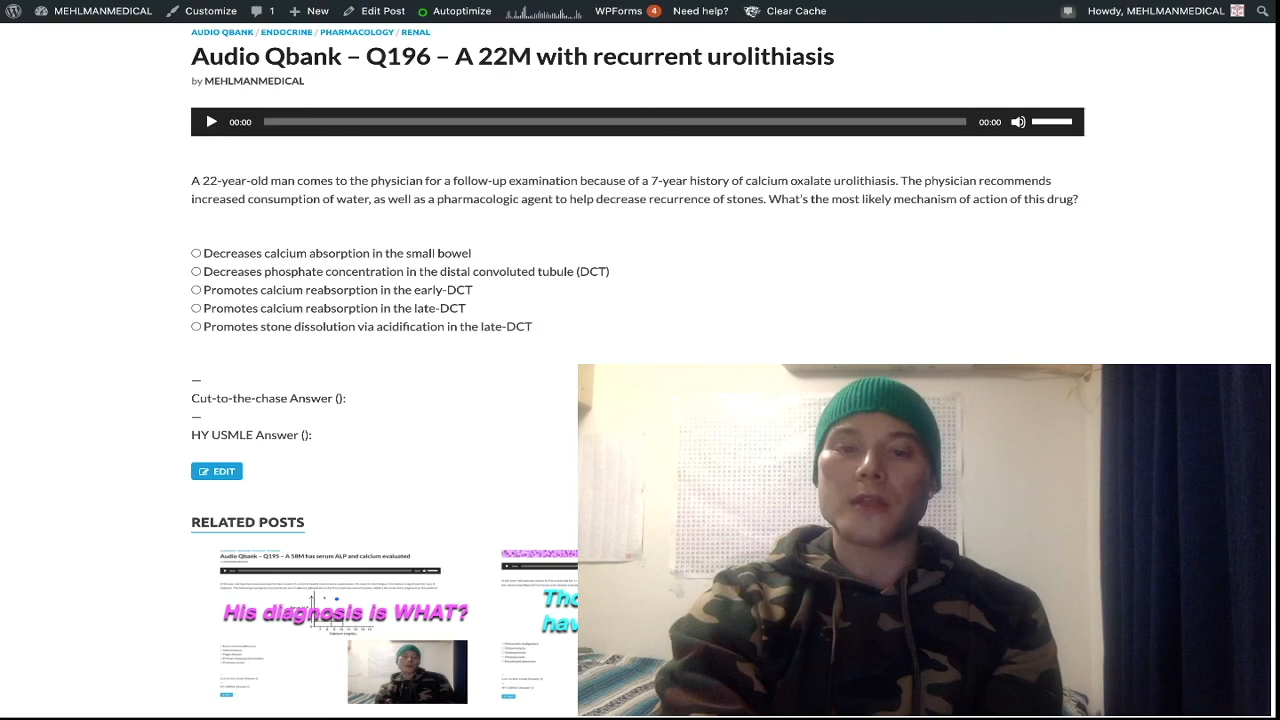 MEHLMANMEDICAL Customize 1 New Edit Post Autoptimize WPForms 4 Need help? Clear Cache Howdy, MEHLMANMEDICAL
AUDIO QBANK / ENDOCRINE / PHARMACOLOGY / RENAL
Audio Qbank – Q196 – A 22M with recurrent urolithiasis
by MEHLMANMEDICAL
00:00 00:00
A 22-year-old man comes to the physician for a follow-up examination because of a 7-year history of calcium oxalate urolithiasis. The physician recommends
increased consumption of water, as well as a pharmacologic agent to help decrease recurrence of stones. What's the most likely mechanism of action of this drug?
Decreases calcium absorption in the small bowel
Decreases phosphate concentration in the distal convoluted tubule (DCT)
Promotes calcium reabsorption in the early-DCT
Promotes calcium reabsorption in the late-DCT
Promotes stone dissolution via acidification in the late-DCT
—
Cut-to-the-chase Answer ():
—
HY USMLE Answer ():
EDIT
RELATED POSTS
Audio Qbank – Q195 – A 58M has serum ALP and calcium evaluated
His diagnosis is WHAT?
Calcium (mg/dL)